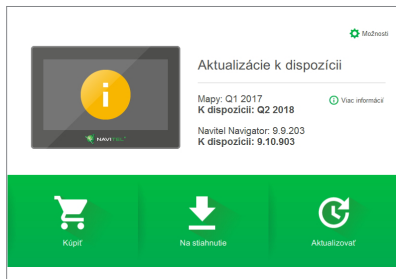 Možnosti
Aktualizácie k dispozícii
Mapy: Q1 2017
K dispozícii: Q2 2018
Viac informácií
Navitel Navigator: 9.9.203
K dispozícii: 9.10.903
NAVITEL
Kúpiť
Na stiahnutie
Aktualizovať